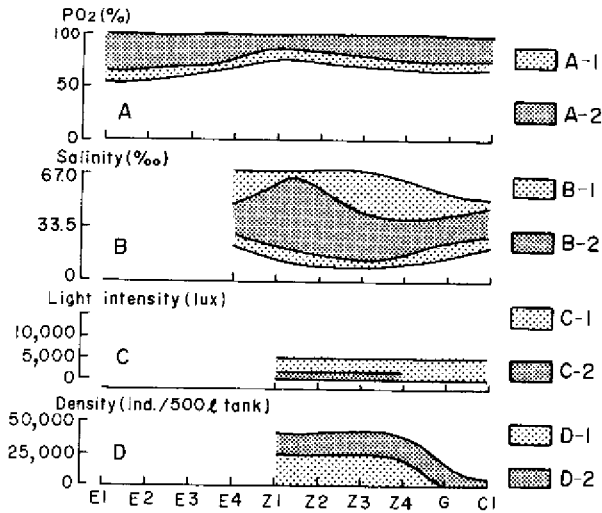 PO2(%)
100
50
0
A
A-1
A-2
Salinity(‰)
67.0
33.5
0
B
B-1
B-2
Light intensity(lux)
10,000
5,000
0
C
C-1
C-2
Density(Ind./500ℓ tank)
50,000
25,000
0
D
D-1
D-2
E1 E2 E3 E4 Z1 Z2 Z3 Z4 G C1